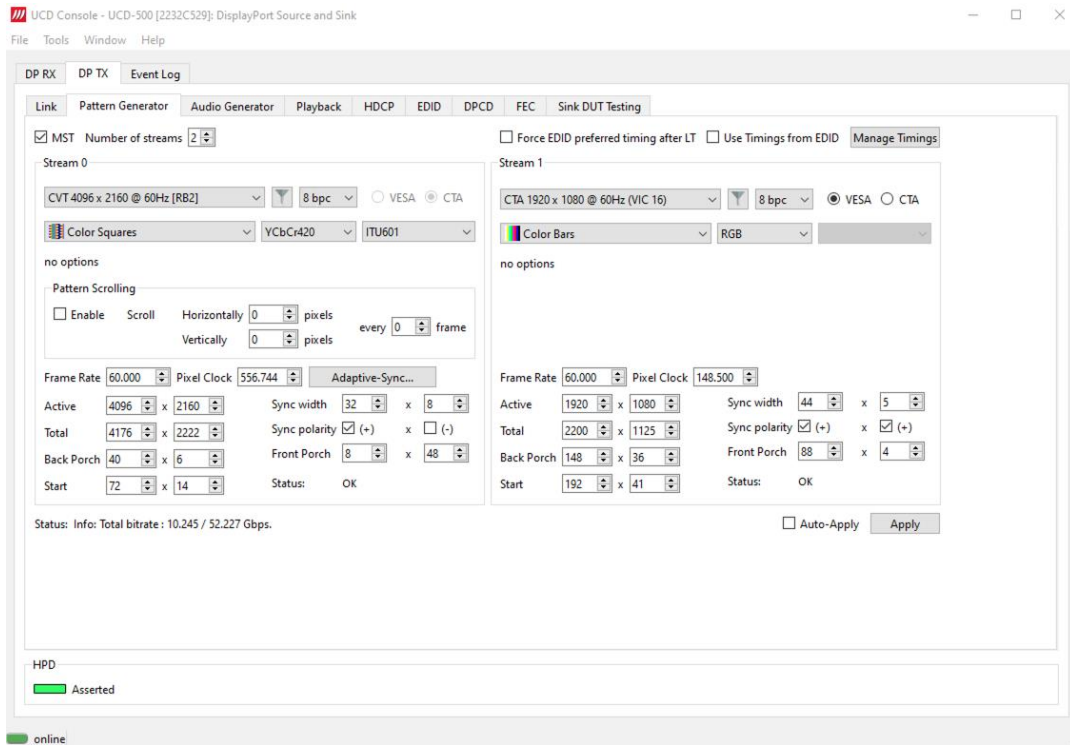 UCD Console - UCD-500 [2232C529]: DisplayPort Source and Sink
File Tools Window Help
DP RX DP TX Event Log
Link Pattern Generator Audio Generator Playback HDCP EDID DPCD FEC Sink DUT Testing
MST Number of streams 2 Force EDID preferred timing after LT Use Timings from EDID Manage Timings
Stream 0
CVT 4096 x 2160 @ 60Hz [RB2] 8 bpc VESA CTA
Color Squares YCbCr420 ITU601
no options
Pattern Scrolling
Enable Scroll Horizontally 0 pixels
every 0 frame
Vertically 0 pixels
Frame Rate 60.000 Pixel Clock 556.744 Adaptive-Sync...
Active 4096 x 2160 Sync width 32 x 8
Total 4176 x 2222 Sync polarity (+) x (-)
Back Porch 40 x 6 Front Porch 8 x 48
Start 72 x 14 Status: OK
Stream 1
CTA 1920 x 1080 @ 60Hz (VIC 16) 8 bpc VESA CTA
Color Bars RGB
no options
Frame Rate 60.000 Pixel Clock 148.500
Active 1920 x 1080 Sync width 44 x 5
Total 2200 x 1125 Sync polarity (+) x (+)
Back Porch 148 x 36 Front Porch 88 x 4
Start 192 x 41 Status: OK
Status: Info: Total bitrate : 10.245 / 52.227 Gbps. Auto-Apply Apply
HPD
Asserted
online